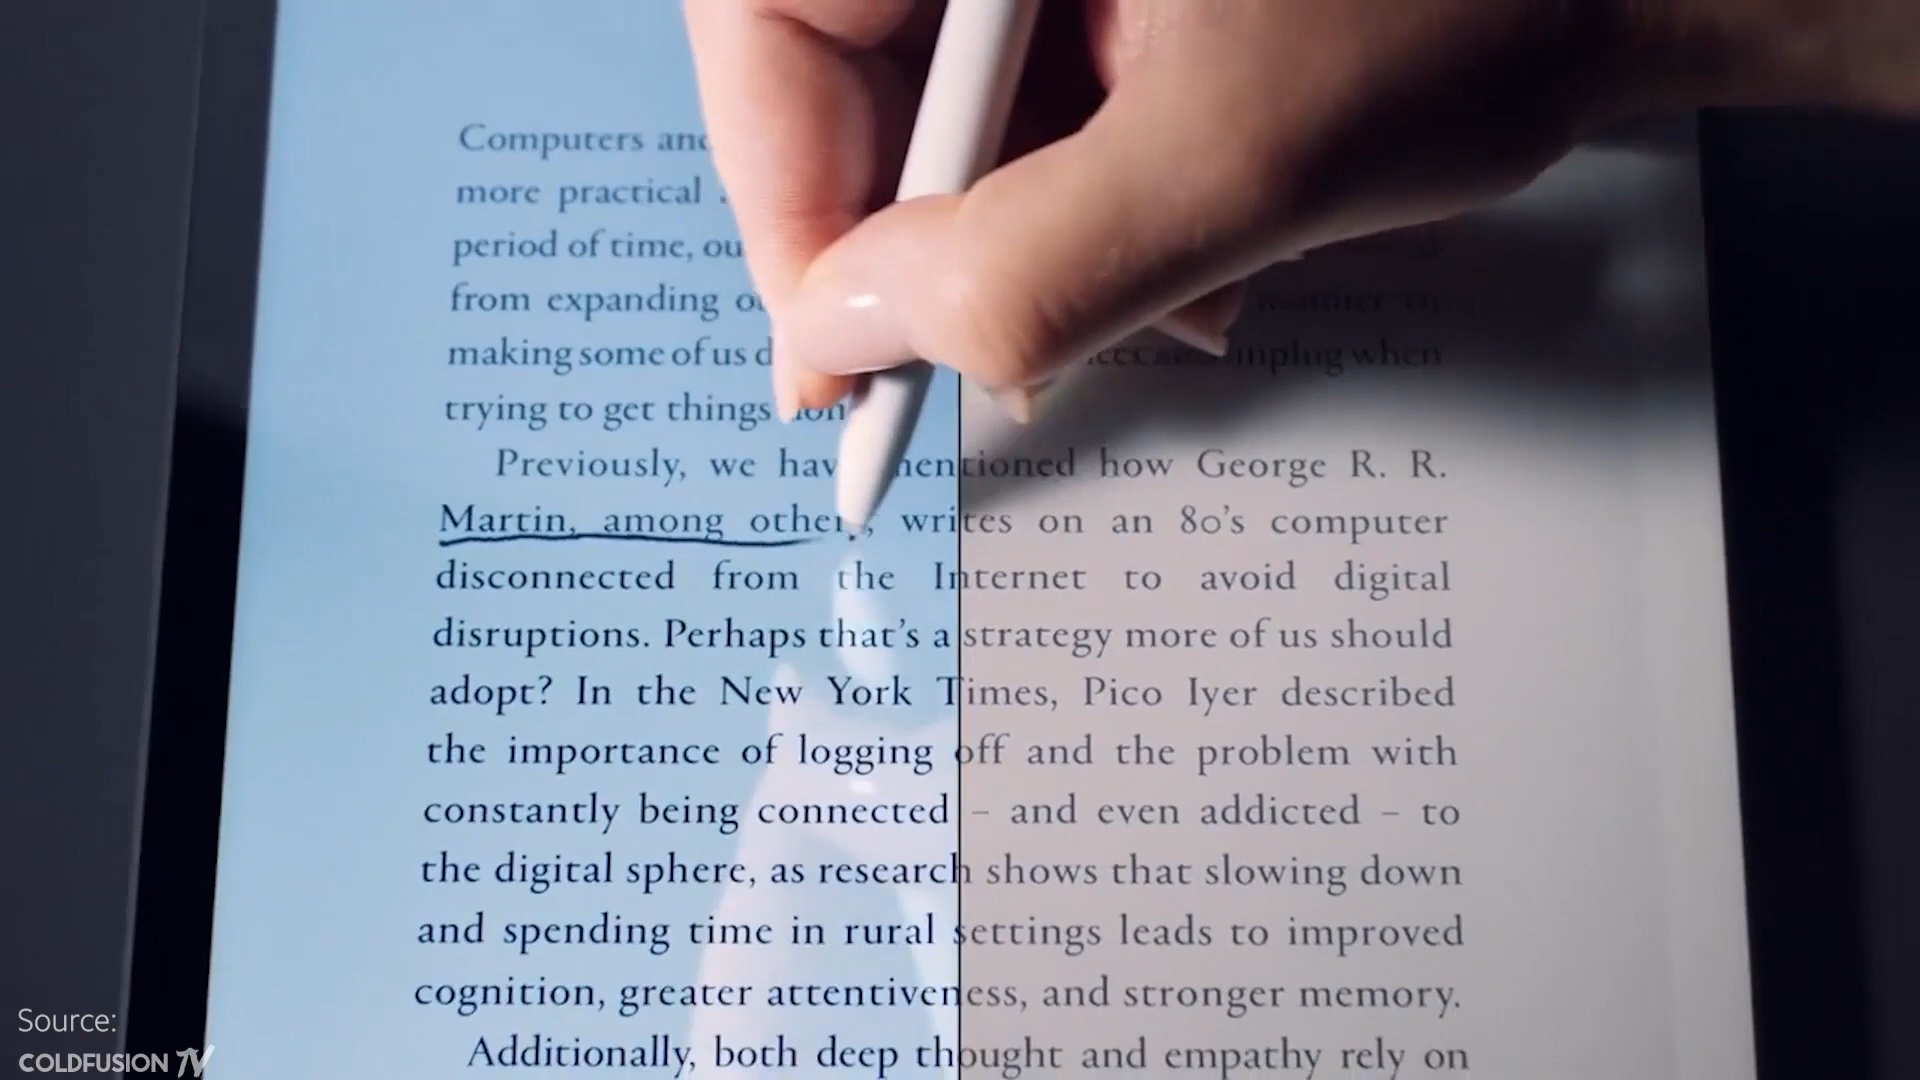 Computers and
more practical
period of time, ou
from expanding
making some of us when
trying to get things
Previously, we have mentioned how George R. R.
Martin, among others, writes on an 80's computer
disconnected from the Internet to avoid digital
disruptions. Perhaps that's a strategy more of us should
adopt? In the New York Times, Pico Iyer described
the importance of logging off and the problem with
constantly being connected – and even addicted – to
the digital sphere, as research shows that slowing down
and spending time in rural settings leads to improved
cognition, greater attentiveness, and stronger memory.
Additionally, both deep thought and empathy rely on
Source:
COLDFUSION TV